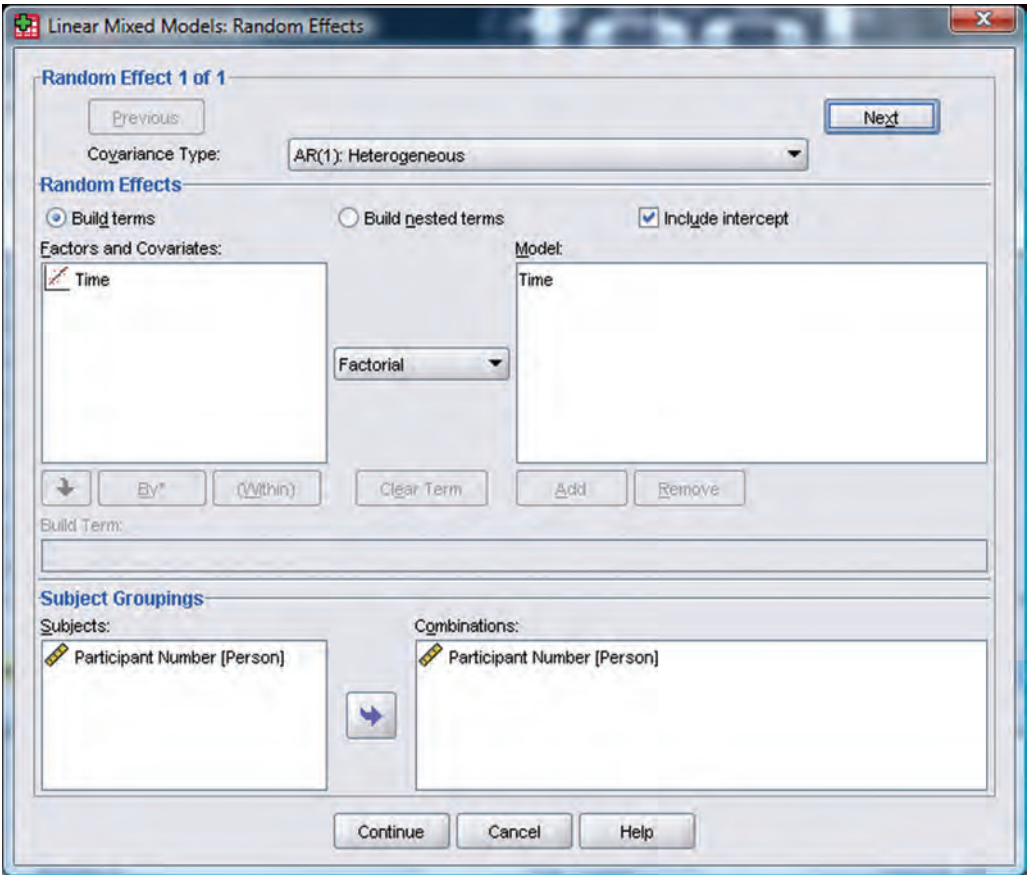 Linear Mixed Models: Random Effects
Random Effect 1 of 1
Previous
Next
Covariance Type:
AR(1): Heterogeneous
Random Effects
Build terms
Build nested terms
Include intercept
Factors and Covariates:
Model:
Time
Time
Factorial
By*
(Within)
Clear Term
Add
Remove
Build Term:
Subject Groupings
Subjects:
Combinations:
Participant Number [Person]
Participant Number [Person]
Continue
Cancel
Help